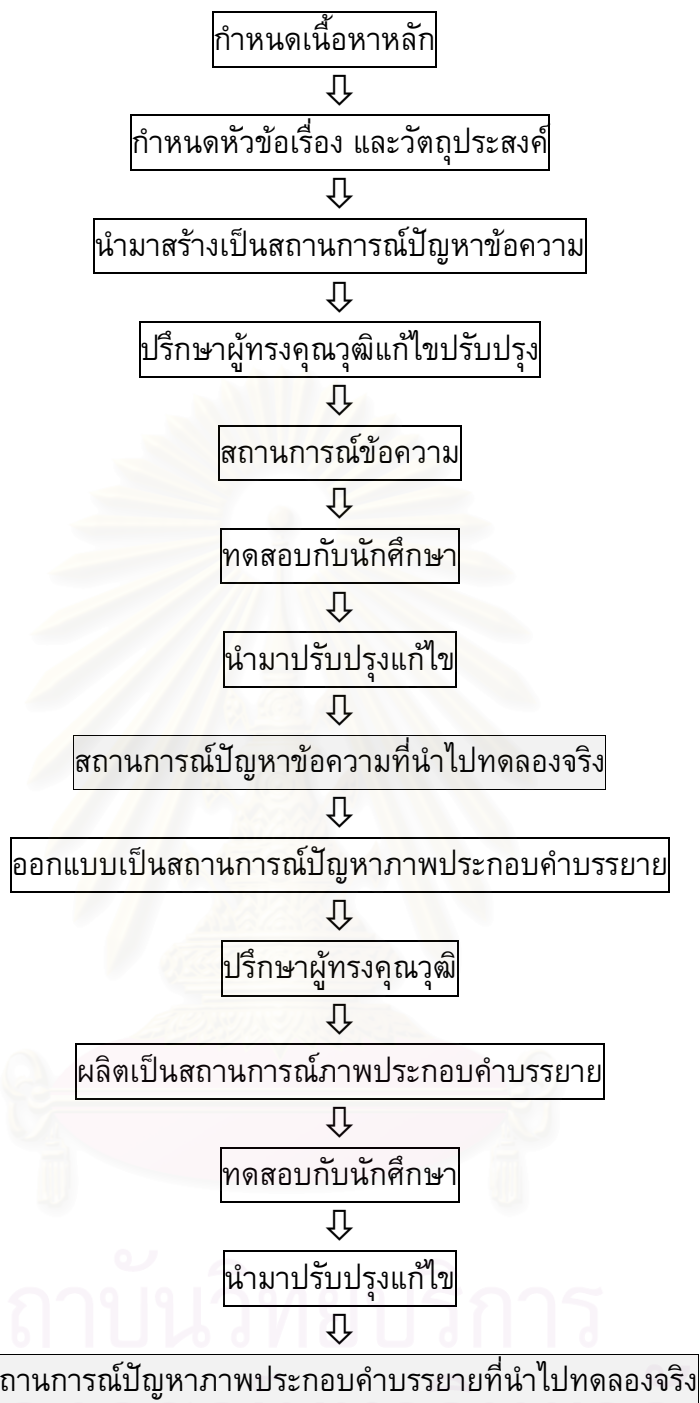 กำหนดเนื้อหาหลัก
กำหนดหัวข้อเรื่อง และวัตถุประสงค์
นำมาสร้างเป็นสถานการณ์ปัญหาข้อความ
ปรึกษาผู้ทรงคุณวุฒิแก้ไขปรับปรุง
สถานการณ์ข้อความ
ทดสอบกับนักศึกษา
นำมาปรับปรุงแก้ไข
สถานการณ์ปัญหาข้อความที่นำไปทดลองจริง
ออกแบบเป็นสถานการณ์ปัญหาภาพประกอบคำบรรยาย
ปรึกษาผู้ทรงคุณวุฒิ
ผลิตเป็นสถานการณ์ภาพประกอบคำบรรยาย
ทดสอบกับนักศึกษา
นำมาปรับปรุงแก้ไข
ถาบันวิทยบริการ
ถานการณ์ปัญหาภาพประกอบคำบรรยายที่นำไปทดลองจริง